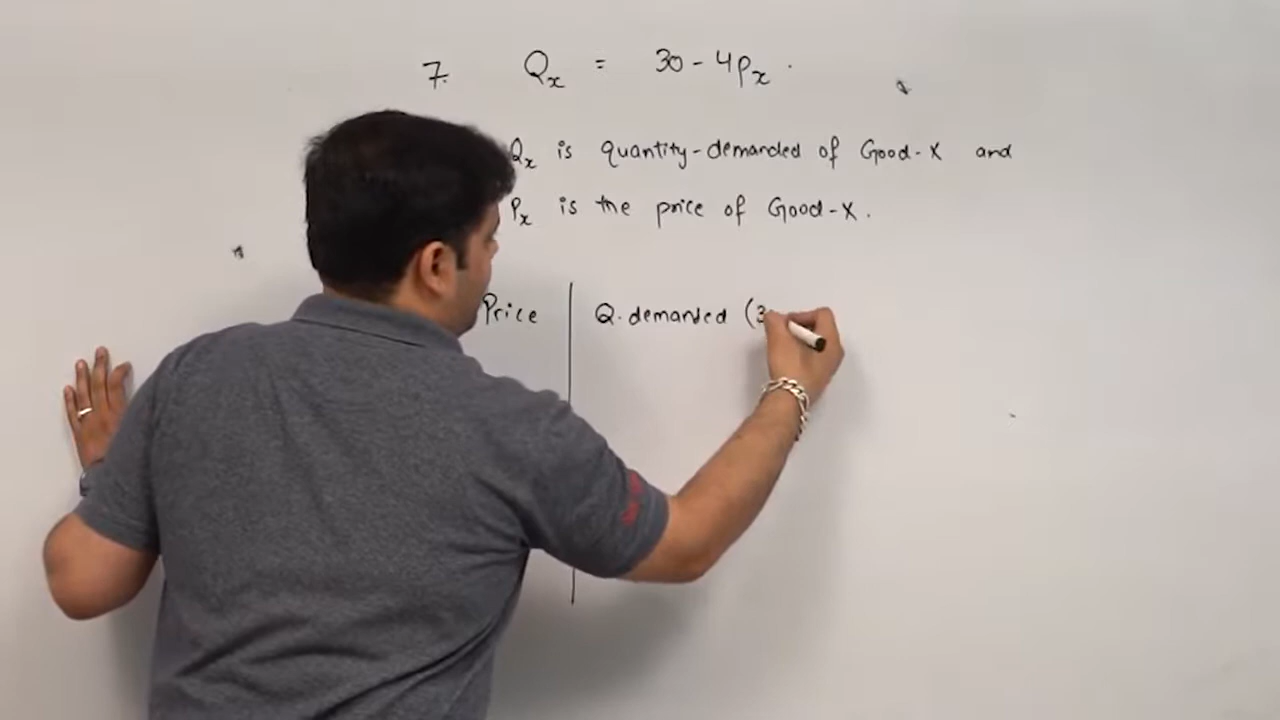 7. Qx = 30 - 4Px .
Qx is quantity-demanded of Good-X and
Px is the price of Good-X.
Price Q. demanded (3